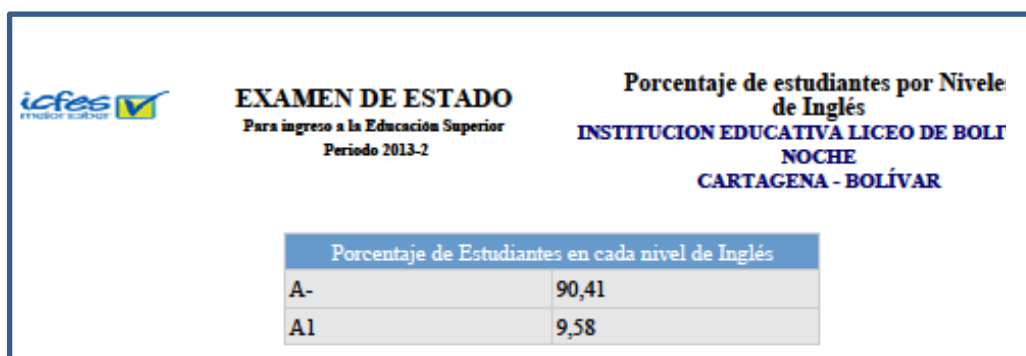 icfes
mejor saber
EXAMEN DE ESTADO
Para ingreso a la Educación Superior
Periodo 2013-2
Porcentaje de estudiantes por Nivele
de Inglés
INSTITUCION EDUCATIVA LICEO DE
NOCHE
CARTAGENA - BOLÍVAR
Porcentaje de Estudiantes en cada nivel de Inglés
A- 90,41
A1 9,58